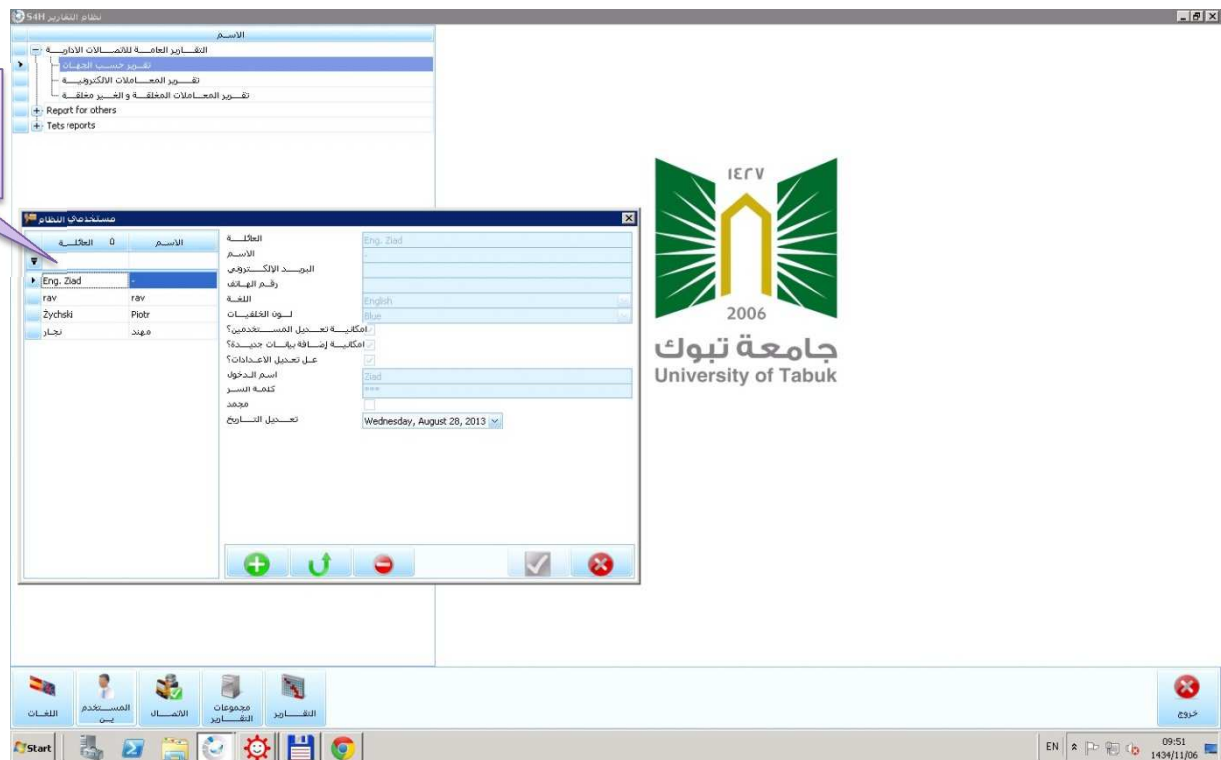 نظام التقارير S4H
الاسم
التقارير العامة للاتصالات الادارية
تقرير حسب الجهات
تقرير المعاملات الالكترونية
تقرير المعاملات المغلقة و الغير مغلقة
Report for others
Tets reports
١٤٢٧
2006
جامعة تبوك
University of Tabuk
مستخدمي النظام
العائلة الاسم
Eng. Ziad -
rav rav
Żychski Piotr
نجار مهند
العائلة Eng. Ziad
الاسم -
البريد الإلكتروني
رقم الهاتف
اللغة English
لون الخلفيات Blue
امكانية تعديل المستخدمين؟
امكانية إضافة بيانات جديدة؟
عل تعديل الاعدادات؟
اسم الدخول Ziad
كلمة السر ***
مجمد
تعديل التاريخ Wednesday, August 28, 2013
اللغات
المستخدم
ين
الاتصال
مجموعات
التقارير
التقارير
خروج
Start
EN
09:51
1434/11/06